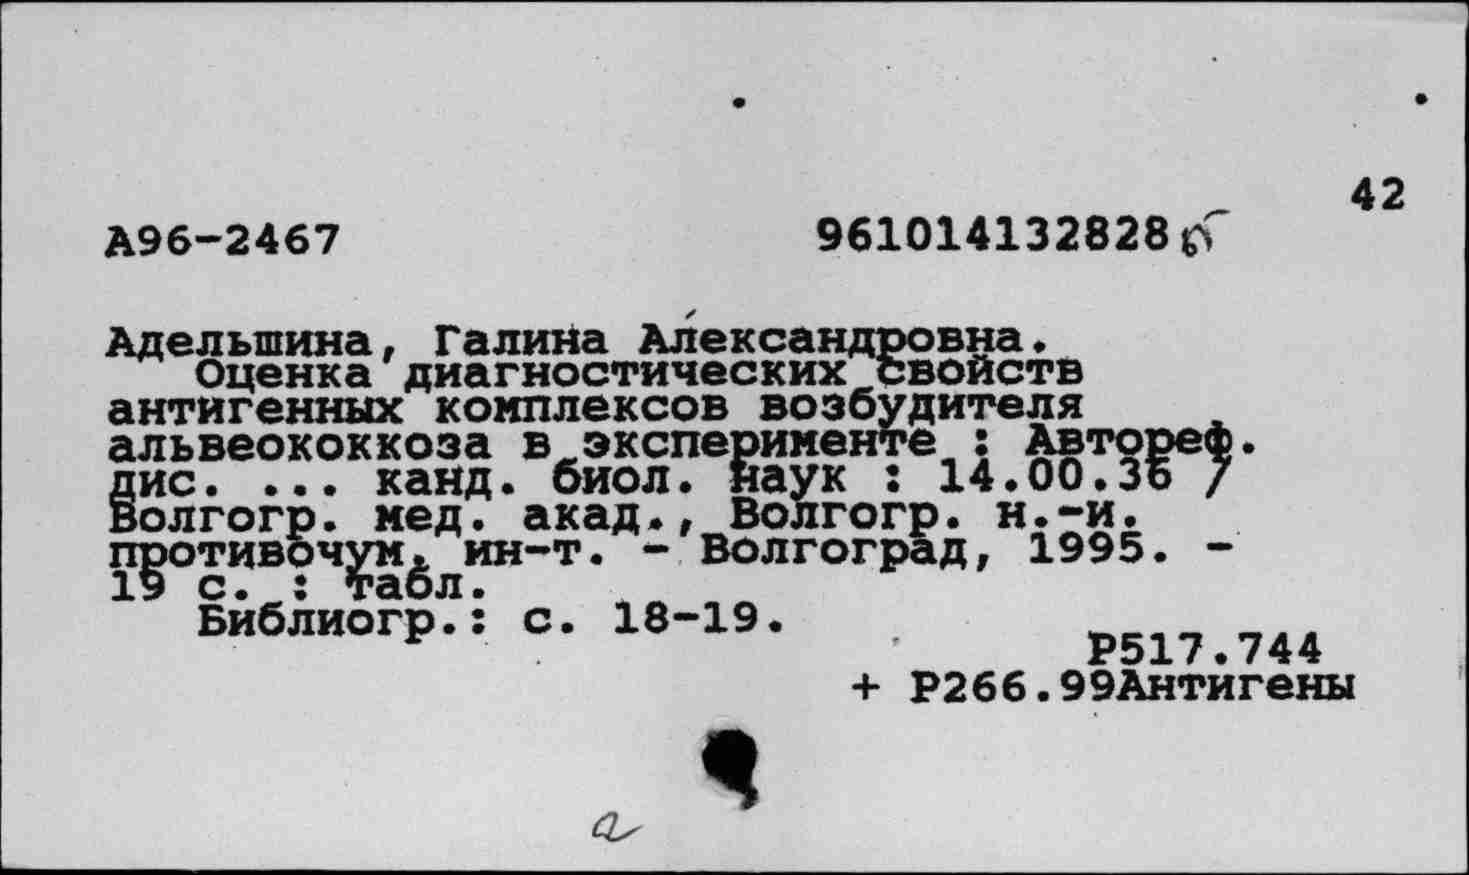 42
А96-2467 961014132828
Адельшина, Галина Александровна.
Оценка диагностических свойств
антигенных комплексов возбудителя
альвеококкоза в эксперименте : Автореф.
дис. ... канд. биол. наук : 14.00.36 /
Волгогр. мед. акад., Волгогр. н.-и.
противочум. ин-т. - Волгоград, 1995. -
19 с. : табл.
Библиогр.: с. 18-19.
Р517.744
+ Р266.99Антигены